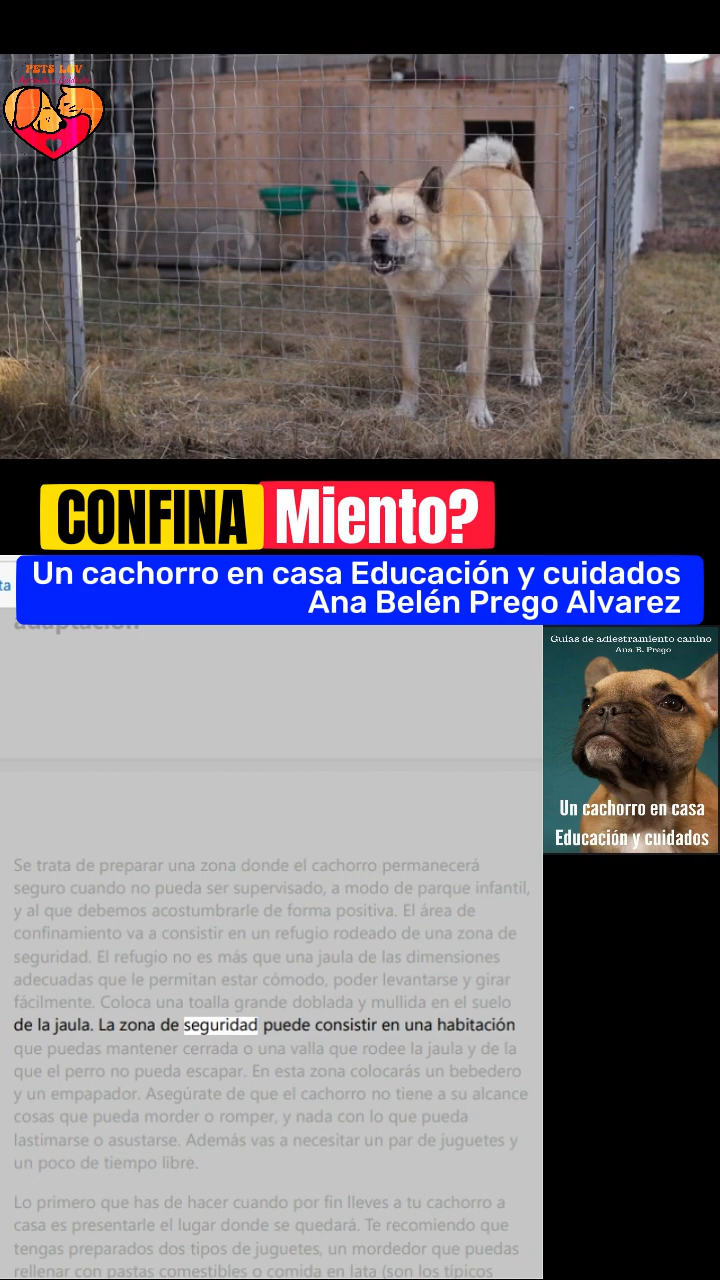 PETS LUV
CONFINA Miento?
ta
Un cachorro en casa Educación y cuidados
Ana Belén Prego Alvarez
adaptación
Guías de adiestramiento canino
Ana B. Prego
Un cachorro en casa
Educación y cuidados
Se trata de preparar una zona donde el cachorro permanecerá
seguro cuando no pueda ser supervisado, a modo de parque infantil,
y al que debemos acostumbrarle de forma positiva. El área de
confinamiento va a consistir en un refugio rodeado de una zona de
seguridad. El refugio no es más que una jaula de las dimensiones
adecuadas que le permitan estar cómodo, poder levantarse y girar
fácilmente. Coloca una toalla grande doblada y mullida en el suelo
de la jaula. La zona de seguridad puede consistir en una habitación
que puedas mantener cerrada o una valla que rodee la jaula y de la
que el perro no pueda escapar. En esta zona colocarás un bebedero
y un empapador. Asegúrate de que el cachorro no tiene a su alcance
cosas que pueda morder o romper, y nada con lo que pueda
lastimarse o asustarse. Además vas a necesitar un par de juguetes y
un poco de tiempo libre.
Lo primero que has de hacer cuando por fin lleves a tu cachorro a
casa es presentarle el lugar donde se quedará. Te recomiendo que
tengas preparados dos tipos de juguetes, un mordedor que puedas
rellenar con pastas comestibles o comida en lata (son los típicos